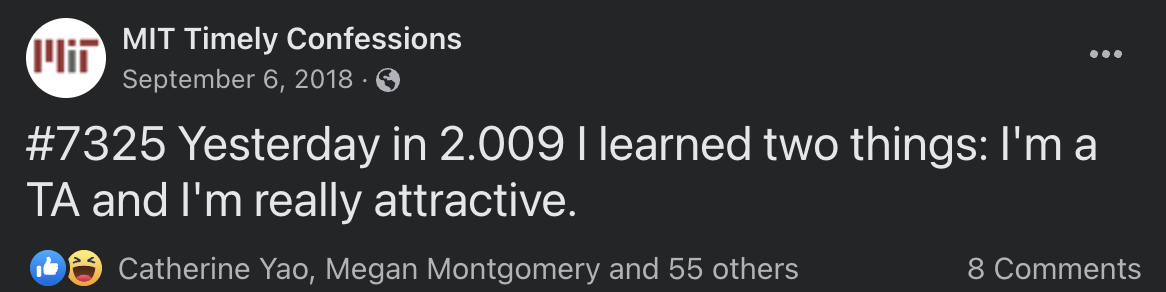 MIT
MIT Timely Confessions
September 6, 2018 ·
#7325 Yesterday in 2.009 I learned two things: I'm a
TA and I'm really attractive.
Catherine Yao, Megan Montgomery and 55 others 8 Comments